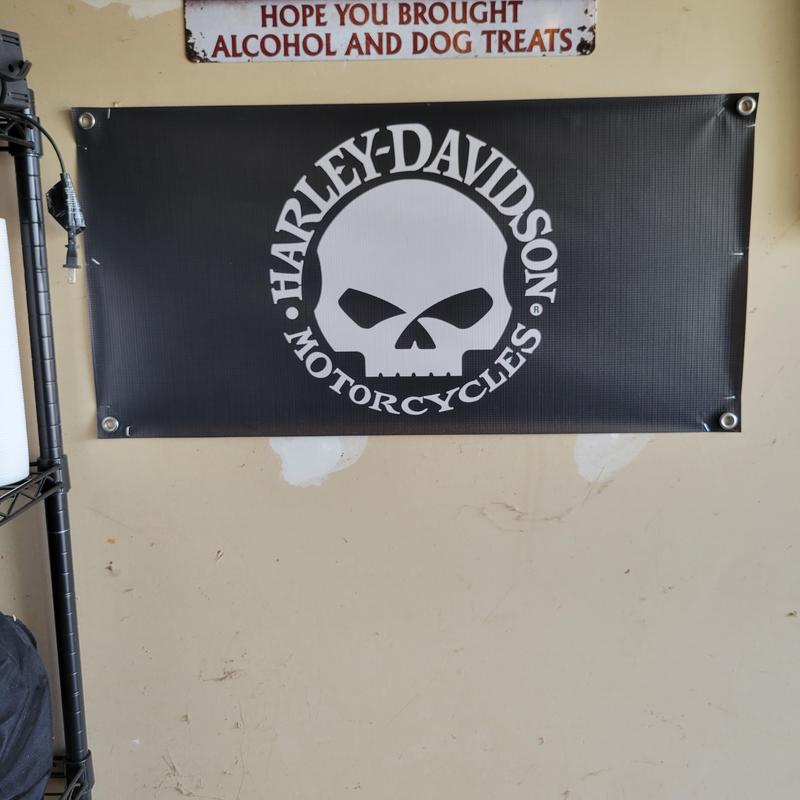 HOPE YOU BROUGHT
ALCOHOL AND DOG TREATS
HARLEY-DAVIDSON
• MOTORCYCLES •
®